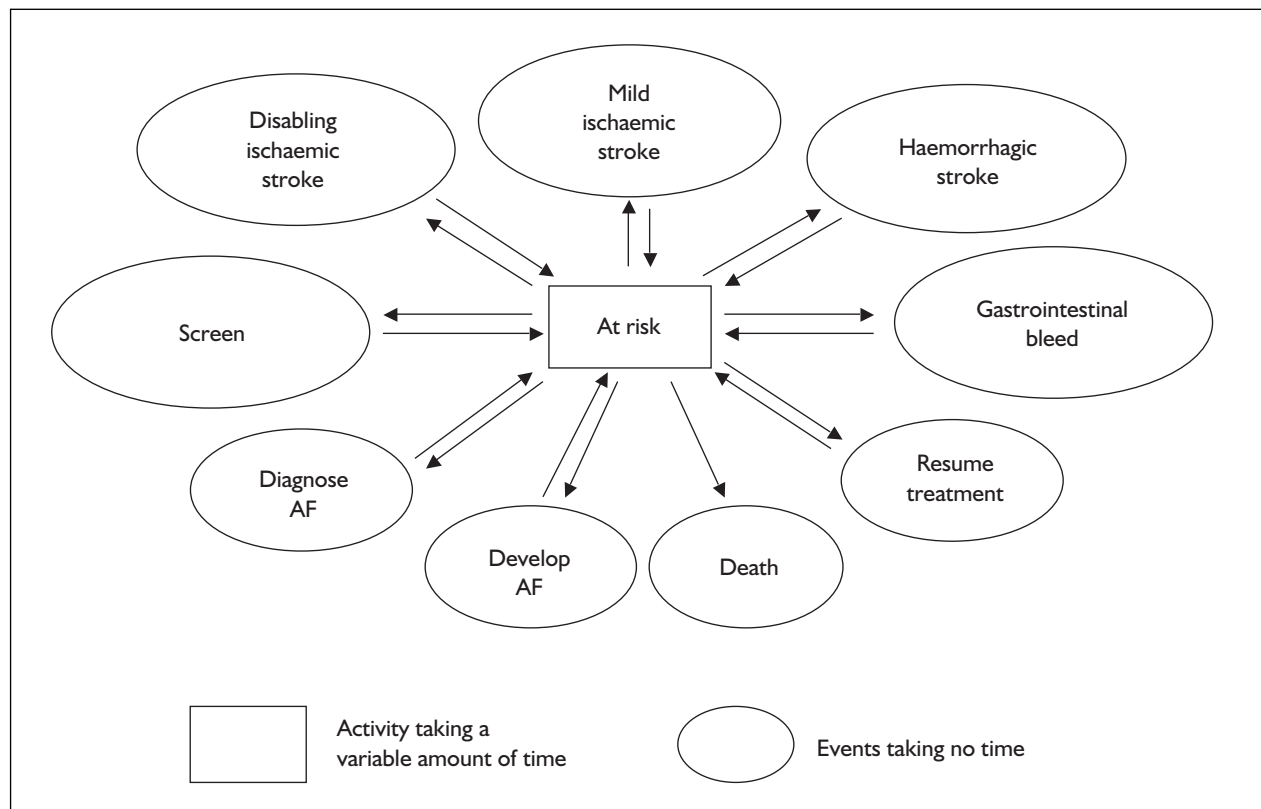 Disabling
ischaemic
stroke
Mild
ischaemic
stroke
Haemorrhagic
stroke
Screen
At risk
Gastrointestinal
bleed
Diagnose
AF
Develop
AF
Death
Resume
treatment
Activity taking a
variable amount of time
Events taking no time